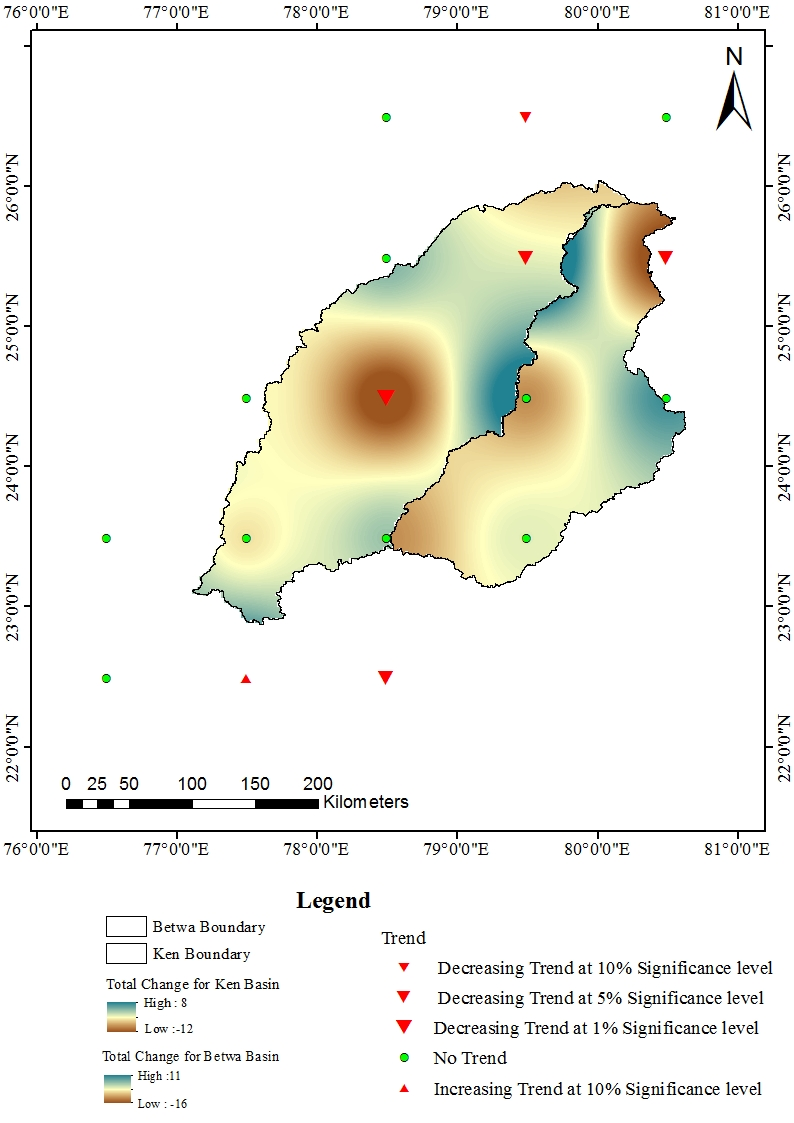 76°0'0"E 77°0'0"E 78°0'0"E 79°0'0"E 80°0'0"E 81°0'0"E
N
26°0'0"N 26°0'0"N
25°0'0"N 25°0'0"N
24°0'0"N 24°0'0"N
23°0'0"N 23°0'0"N
22°0'0"N 22°0'0"N
0 25 50 100 150 200
Kilometers
76°0'0"E 77°0'0"E 78°0'0"E 79°0'0"E 80°0'0"E 81°0'0"E
Legend
Betwa Boundary
Ken Boundary
Total Change for Ken Basin
High : 8
Low :-12
Total Change for Betwa Basin
High :11
Low : -16
Trend
Decreasing Trend at 10% Significance level
Decreasing Trend at 5% Significance level
Decreasing Trend at 1% Significance level
No Trend
Increasing Trend at 10% Significance level